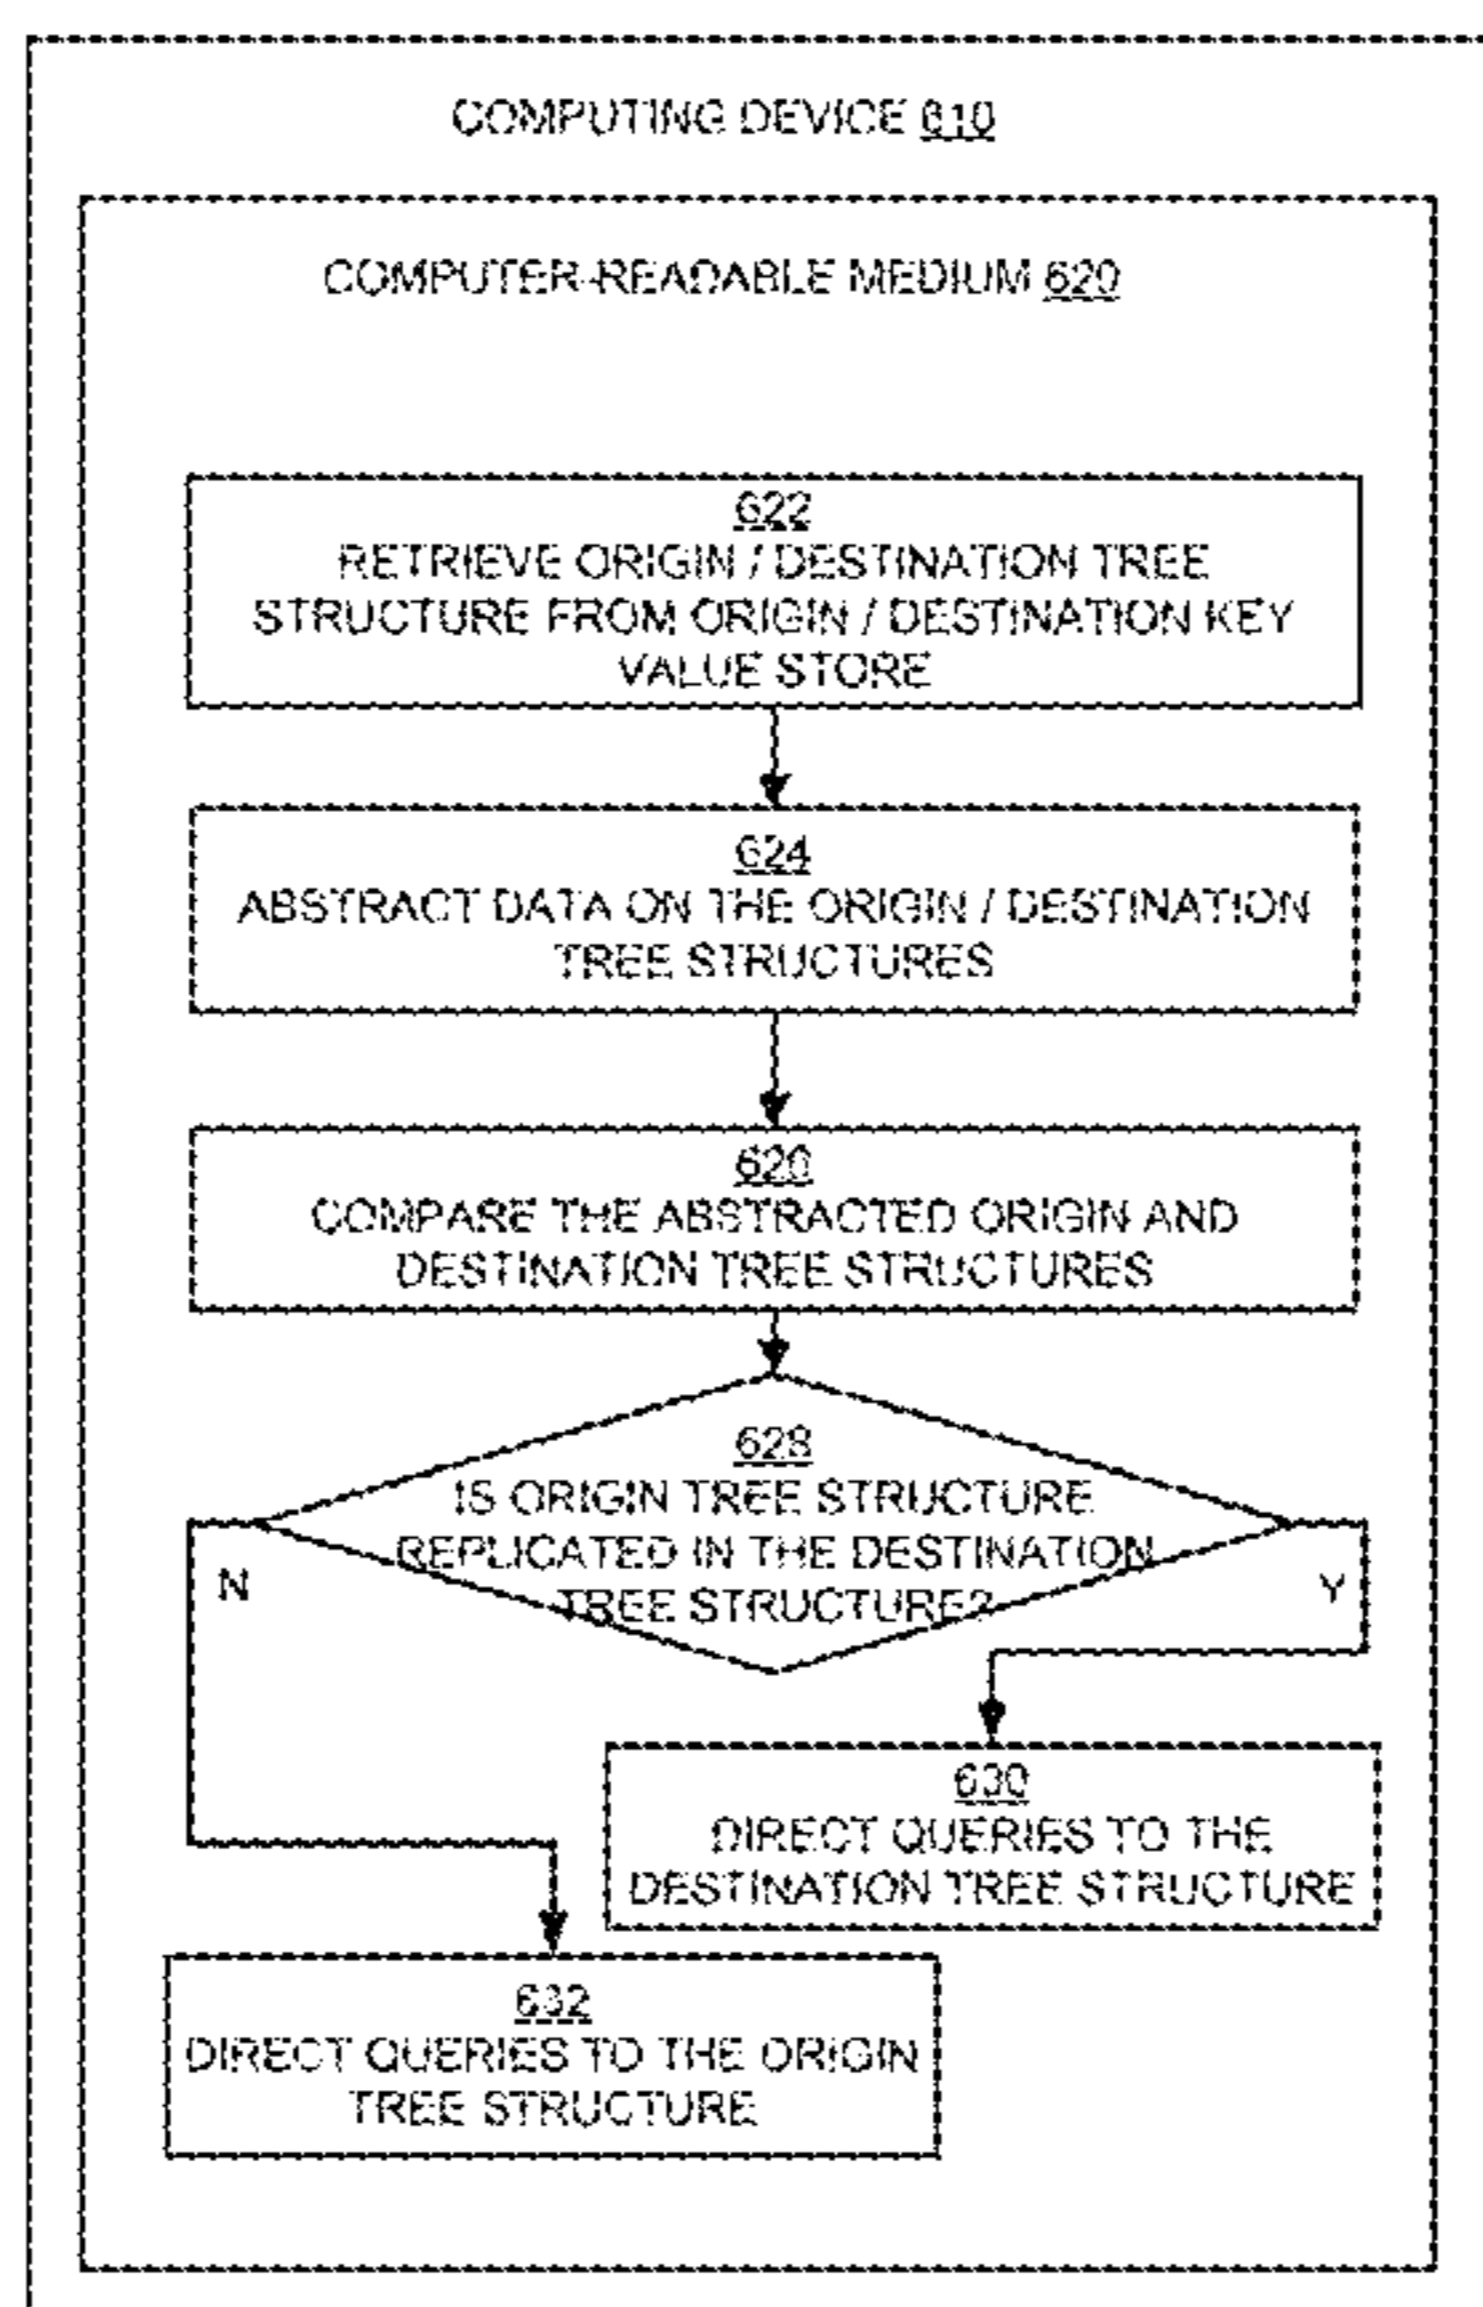 COMPUTING DEVICE 610
COMPUTER-READABLE MEDIUM 620
622
RETRIEVE ORIGIN / DESTINATION TREE
STRUCTURE FROM ORIGIN / DESTINATION KEY
VALUE STORE
624
ABSTRACT DATA ON THE ORIGIN / DESTINATION
TREE STRUCTURES
626
COMPARE THE ABSTRACTED ORIGIN AND
DESTINATION TREE STRUCTURES
628
IS ORIGIN TREE STRUCTURE
REPLICATED IN THE DESTINATION
TREE STRUCTURE?
N
Y
630
DIRECT QUERIES TO THE
DESTINATION TREE STRUCTURE
632
DIRECT QUERIES TO THE ORIGIN
TREE STRUCTURE